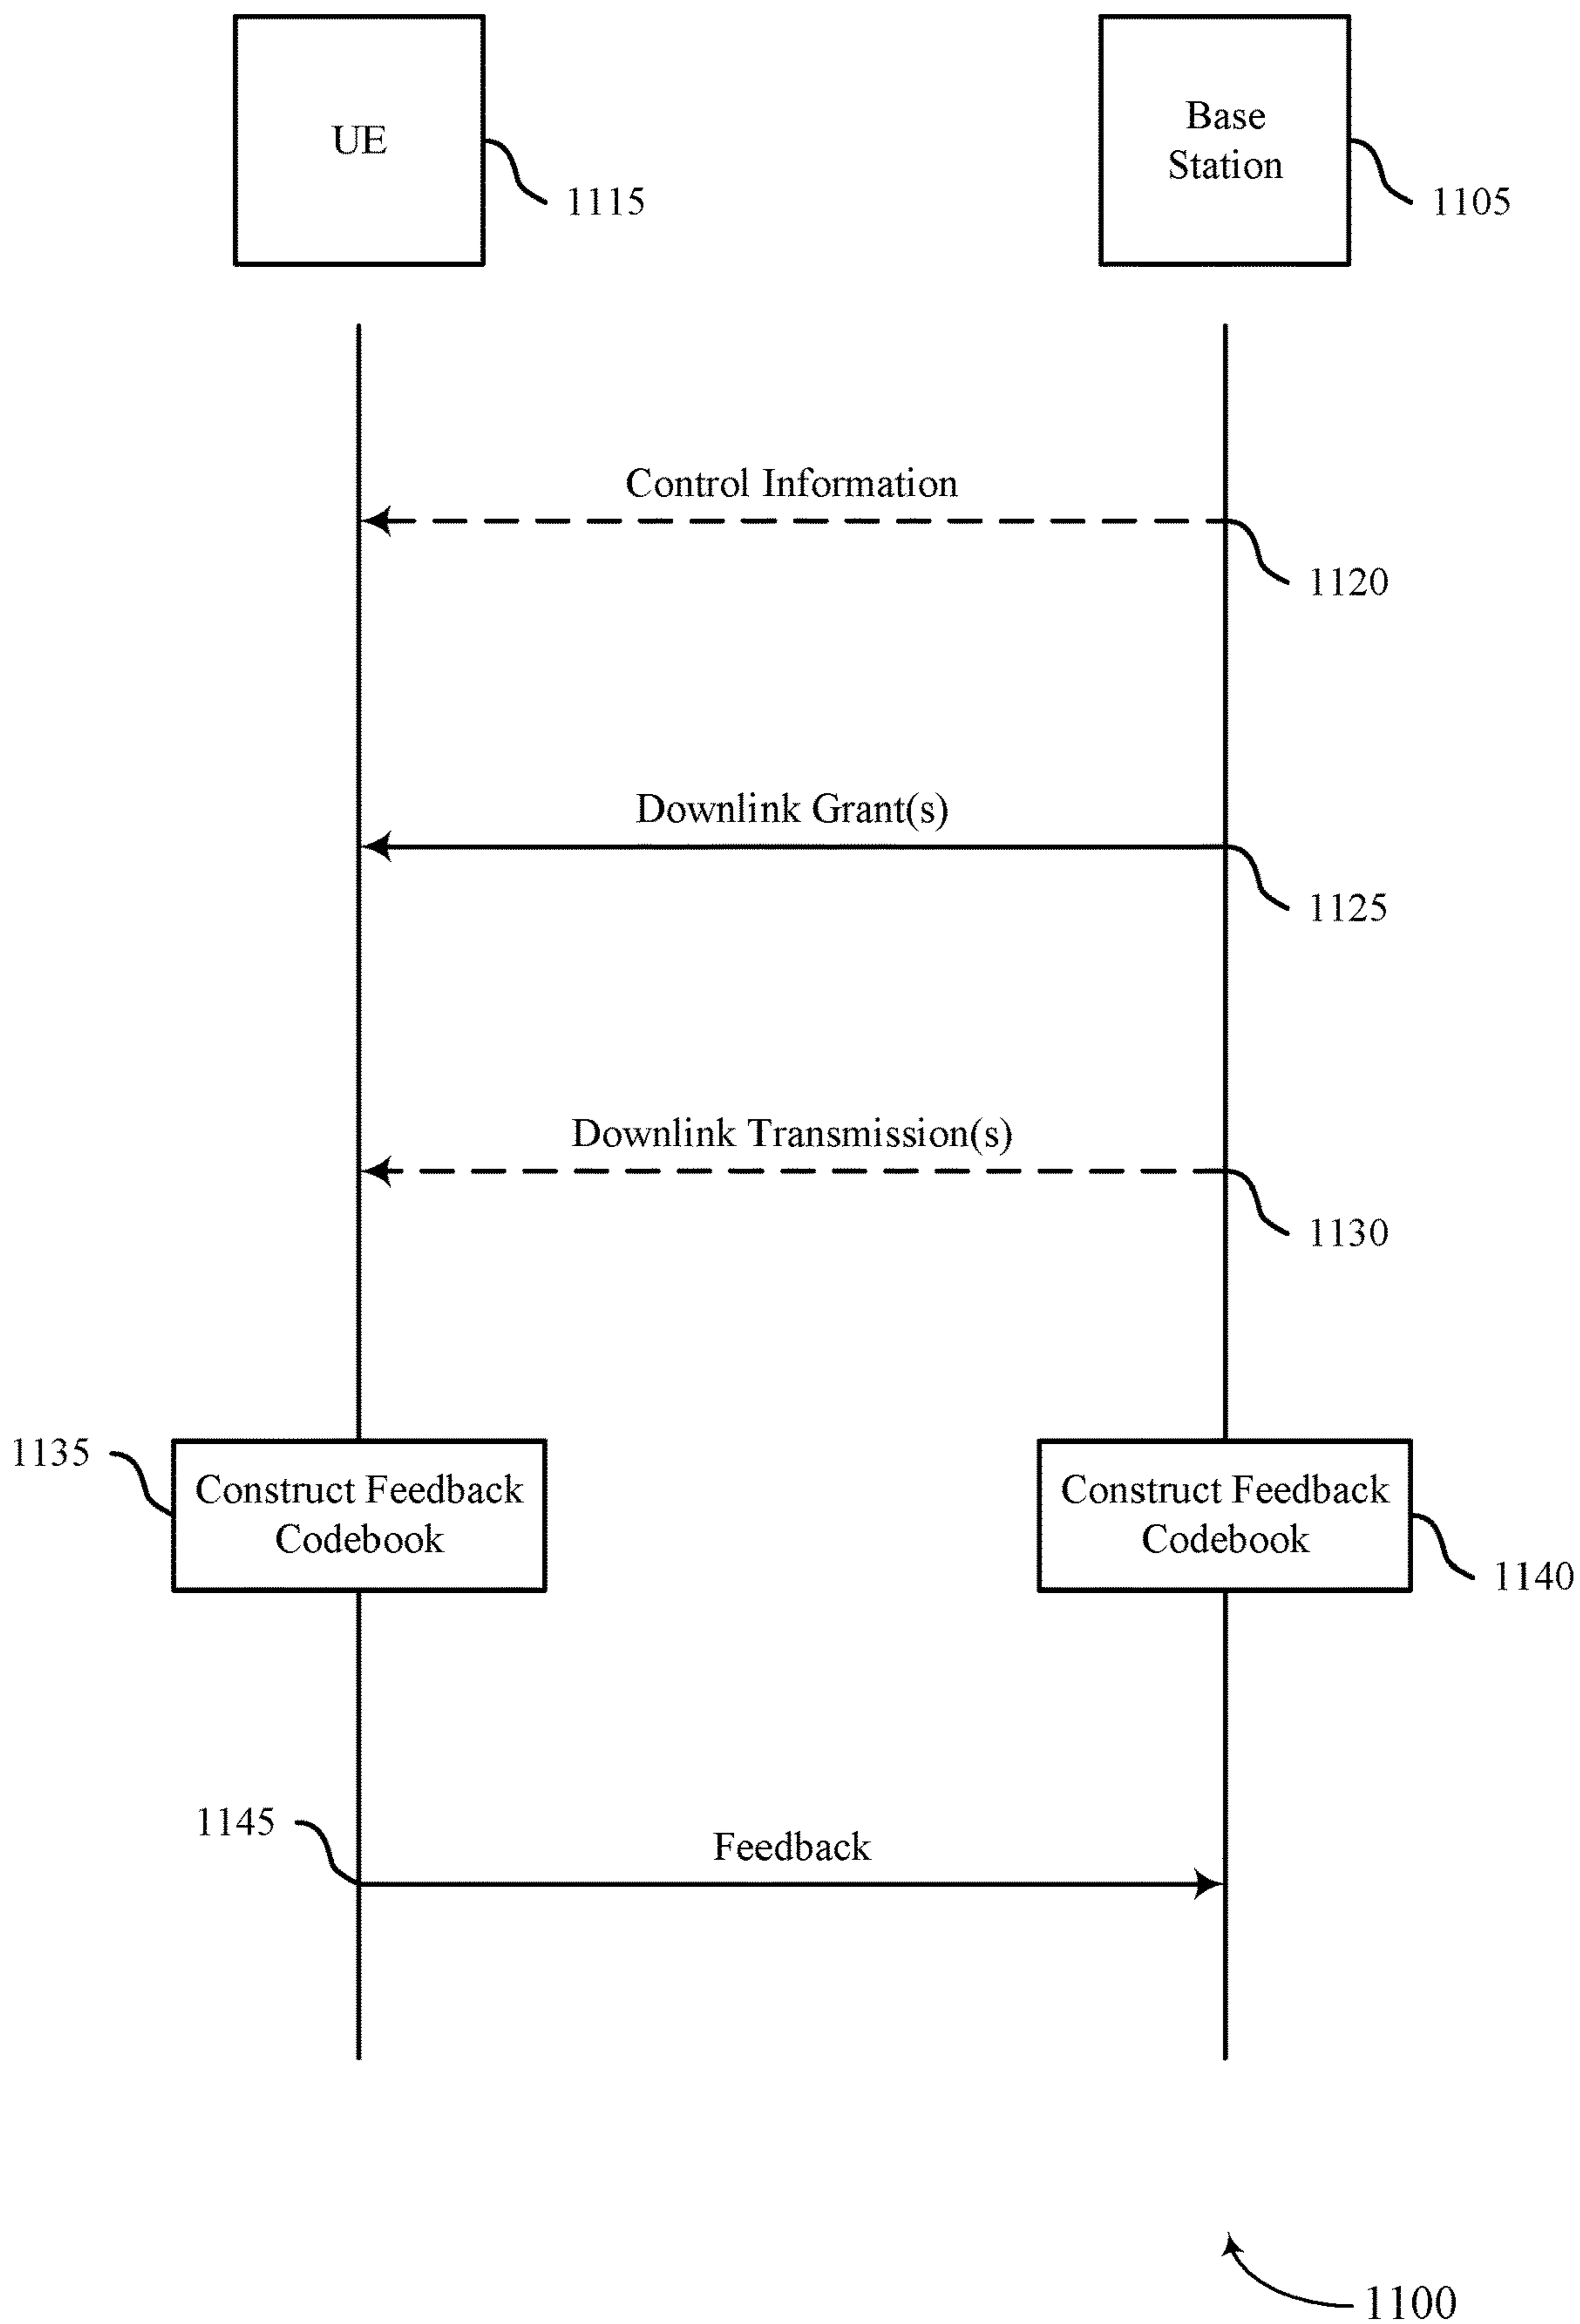 UE
Base
Station
1115
1105
Control Information
1120
Downlink Grant(s)
1125
Downlink Transmission(s)
1130
1135
Construct Feedback
Codebook
Construct Feedback
Codebook
1140
1145
Feedback
1100